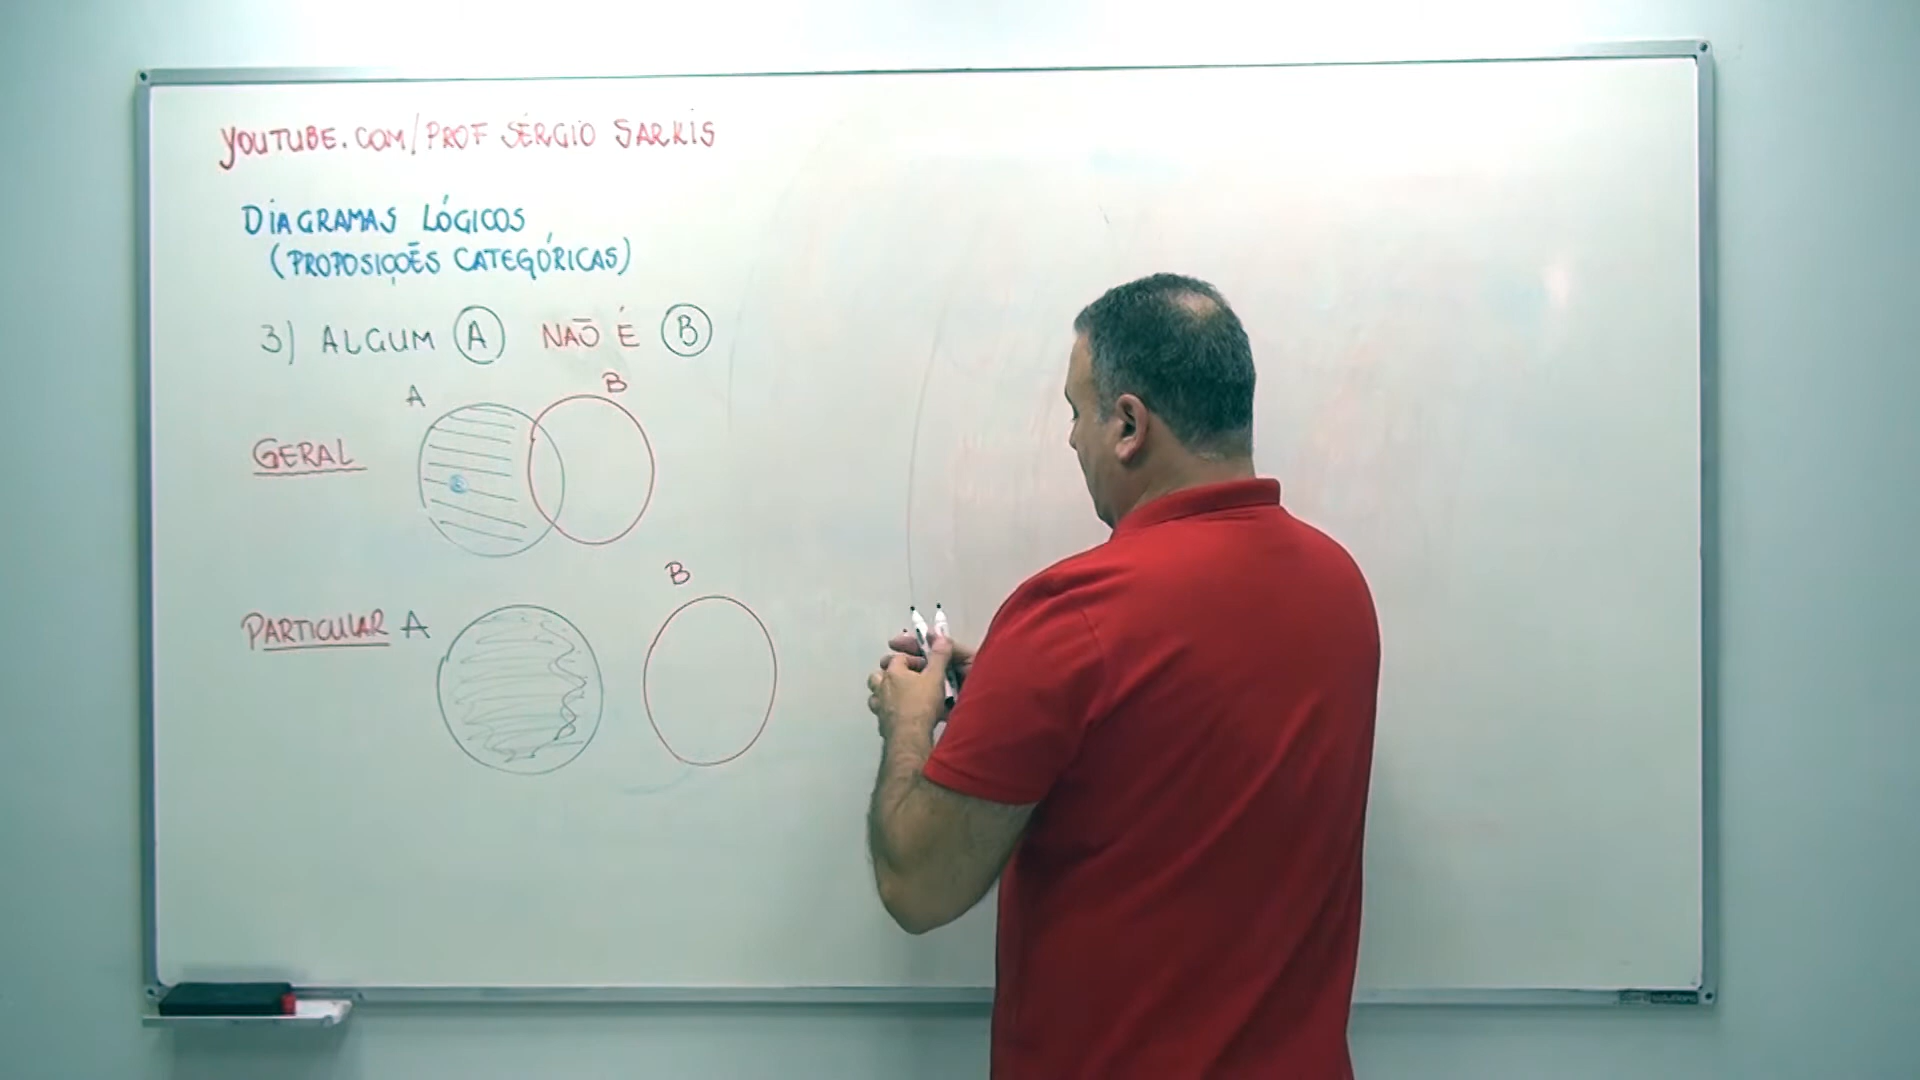 YOUTUBE.COM/PROF SÉRGIO SARKIS
DIAGRAMAS LÓGICOS
(PROPOSIÇÕES CATEGÓRICAS)
3) ALGUM A NÃO É B
A B
GERAL
B
PARTICULAR A